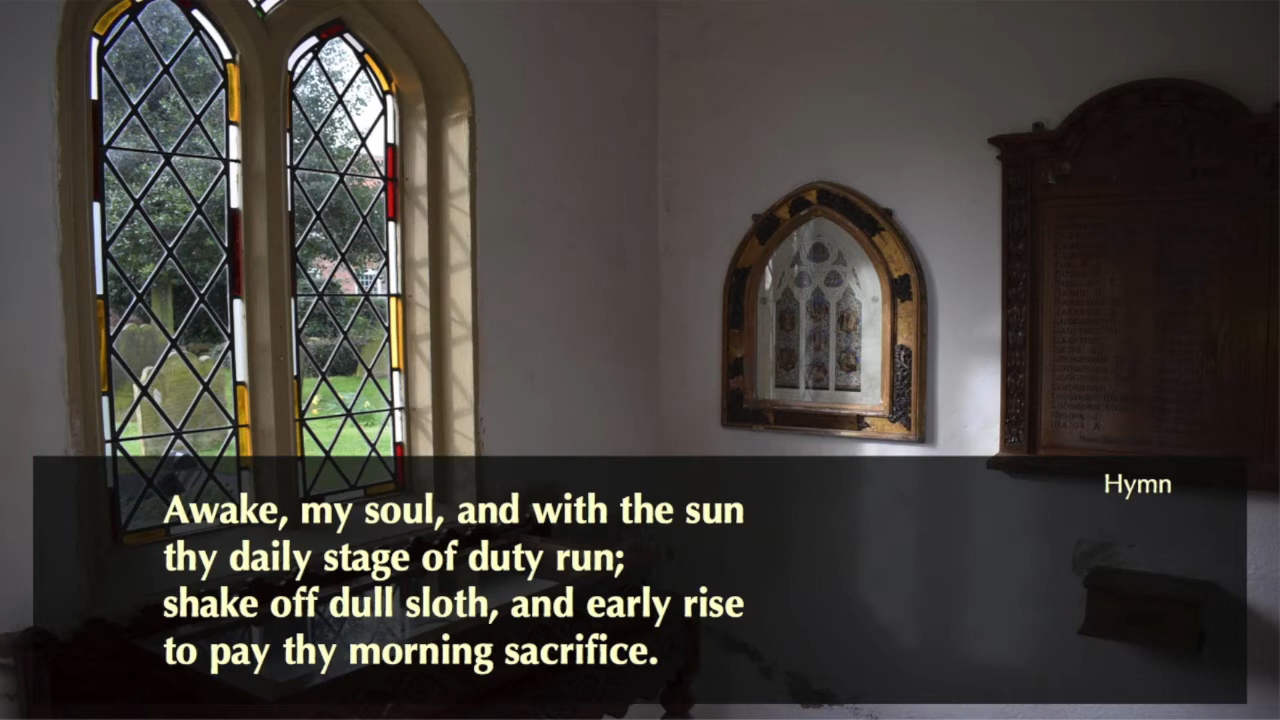 Hymn
Awake, my soul, and with the sun
thy daily stage of duty run;
shake off dull sloth, and early rise
to pay thy morning sacrifice.